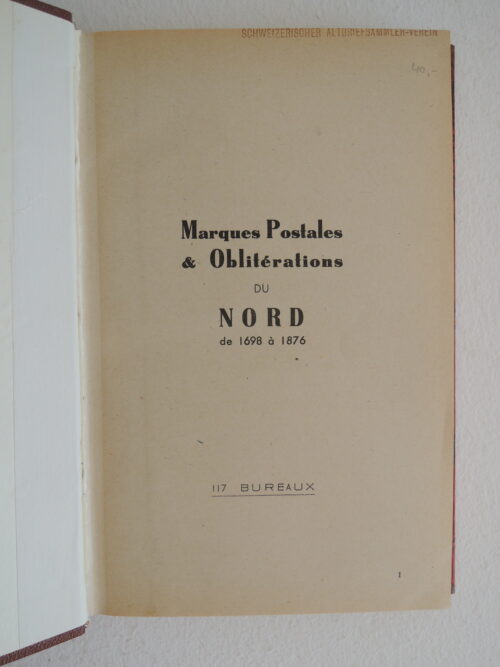 SCHWEIZERISCHER ALTBRIEFSAMMLER-VEREIN
40,-
Marques Postales
& Oblitérations
DU
NORD
de 1698 à 1876
117 BUREAUX
1